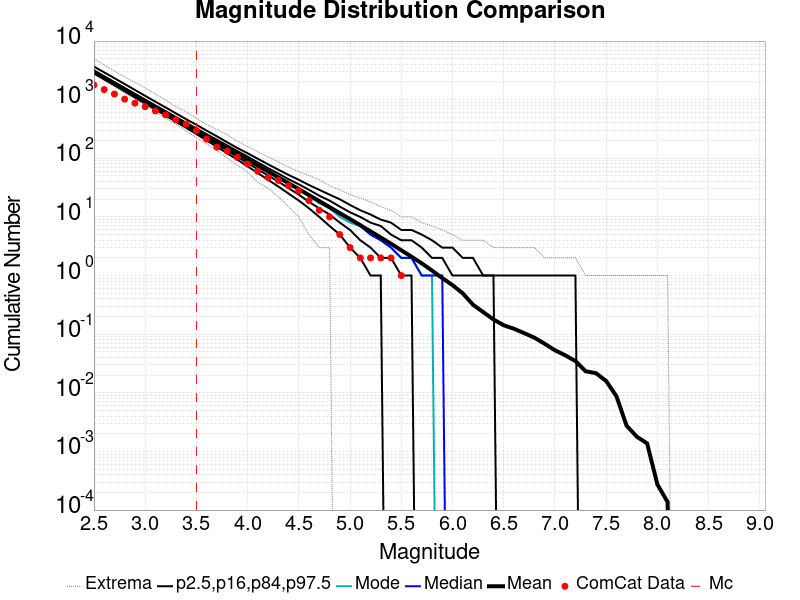 Magnitude Distribution Comparison
10^4
10^3
10^2
10^1
10^0
10^-1
10^-2
10^-3
10^-4
Cumulative Number
2.5 3.0 3.5 4.0 4.5 5.0 5.5 6.0 6.5 7.0 7.5 8.0 8.5 9.0
Magnitude
Extrema p2.5,p16,p84,p97.5 Mode Median Mean ComCat Data Mc